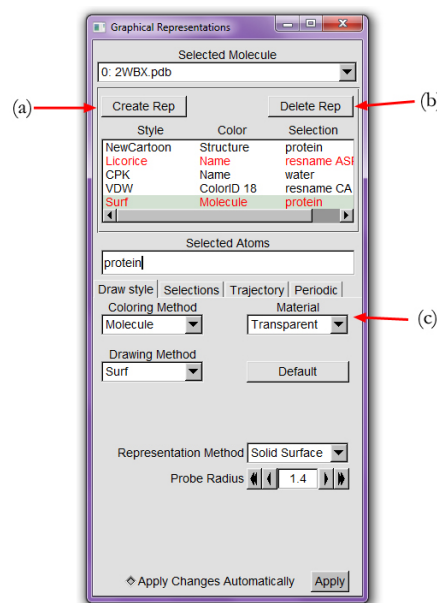 Graphical Representations
Selected Molecule
0: 2WBX.pdb
(a)
Create Rep Delete Rep
(b)
Style Color Selection
NewCartoon Structure protein
Licorice Name resname ASP
CPK Name water
VDW ColorID 18 resname CA
Surf Molecule protein
Selected Atoms
protein
Draw style Selections Trajectory Periodic
Coloring Method Material
Molecule Transparent
(c)
Drawing Method
Surf Default
Representation Method Solid Surface
Probe Radius 1.4
Apply Changes Automatically Apply